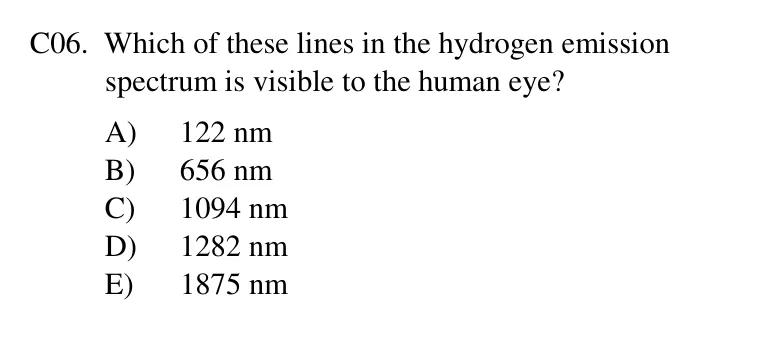 C06. Which of these lines in the hydrogen emission
spectrum is visible to the human eye?
A) 122 nm
B) 656 nm
C) 1094 nm
D) 1282 nm
E) 1875 nm